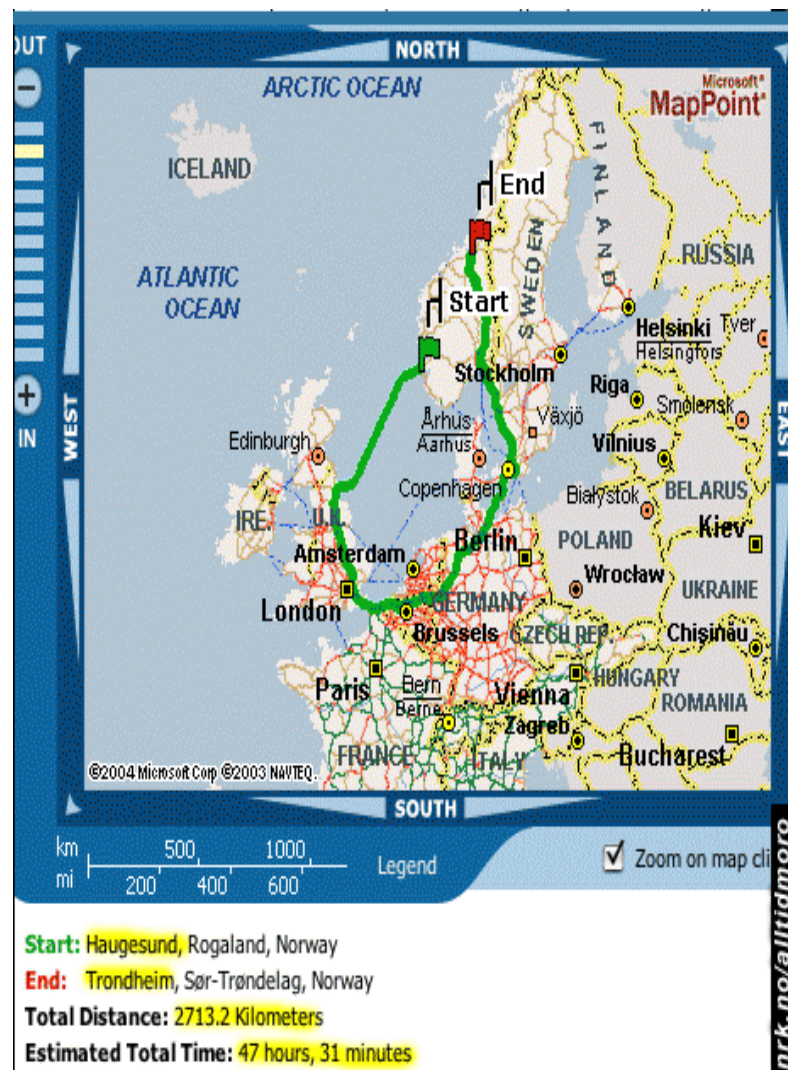 OUT
NORTH
ARCTIC OCEAN
Microsoft®
MapPoint®
ICELAND
FINLAND
End
SWEDEN
RUSSIA
ATLANTIC
OCEAN
Start
Helsinki
Helsingfors
Tver
Stockholm
Riga
Smolensk
IN
WEST
EAST
Århus
Aarhus
Växjö
Edinburgh
Vilnius
Copenhagen
Białystok
BELARUS
IRE.
U.K.
Amsterdam
Berlin
POLAND
Kiev
Wrocław
UKRAINE
London
GERMANY
Brussels
CZECH REP.
Chişinău
Paris
Bern
Berne
Vienna
HUNGARY
ROMANIA
Zagreb
FRANCE
ITALY
Bucharest
©2004 Microsoft Corp ©2003 NAVTEQ.
SOUTH
km 500 1000
mi 200 400 600
Legend
Zoom on map cli
Start: Haugesund, Rogaland, Norway
End: Trondheim, Sør-Trøndelag, Norway
Total Distance: 2713.2 Kilometers
Estimated Total Time: 47 hours, 31 minutes
nrk.no/alltidmoro